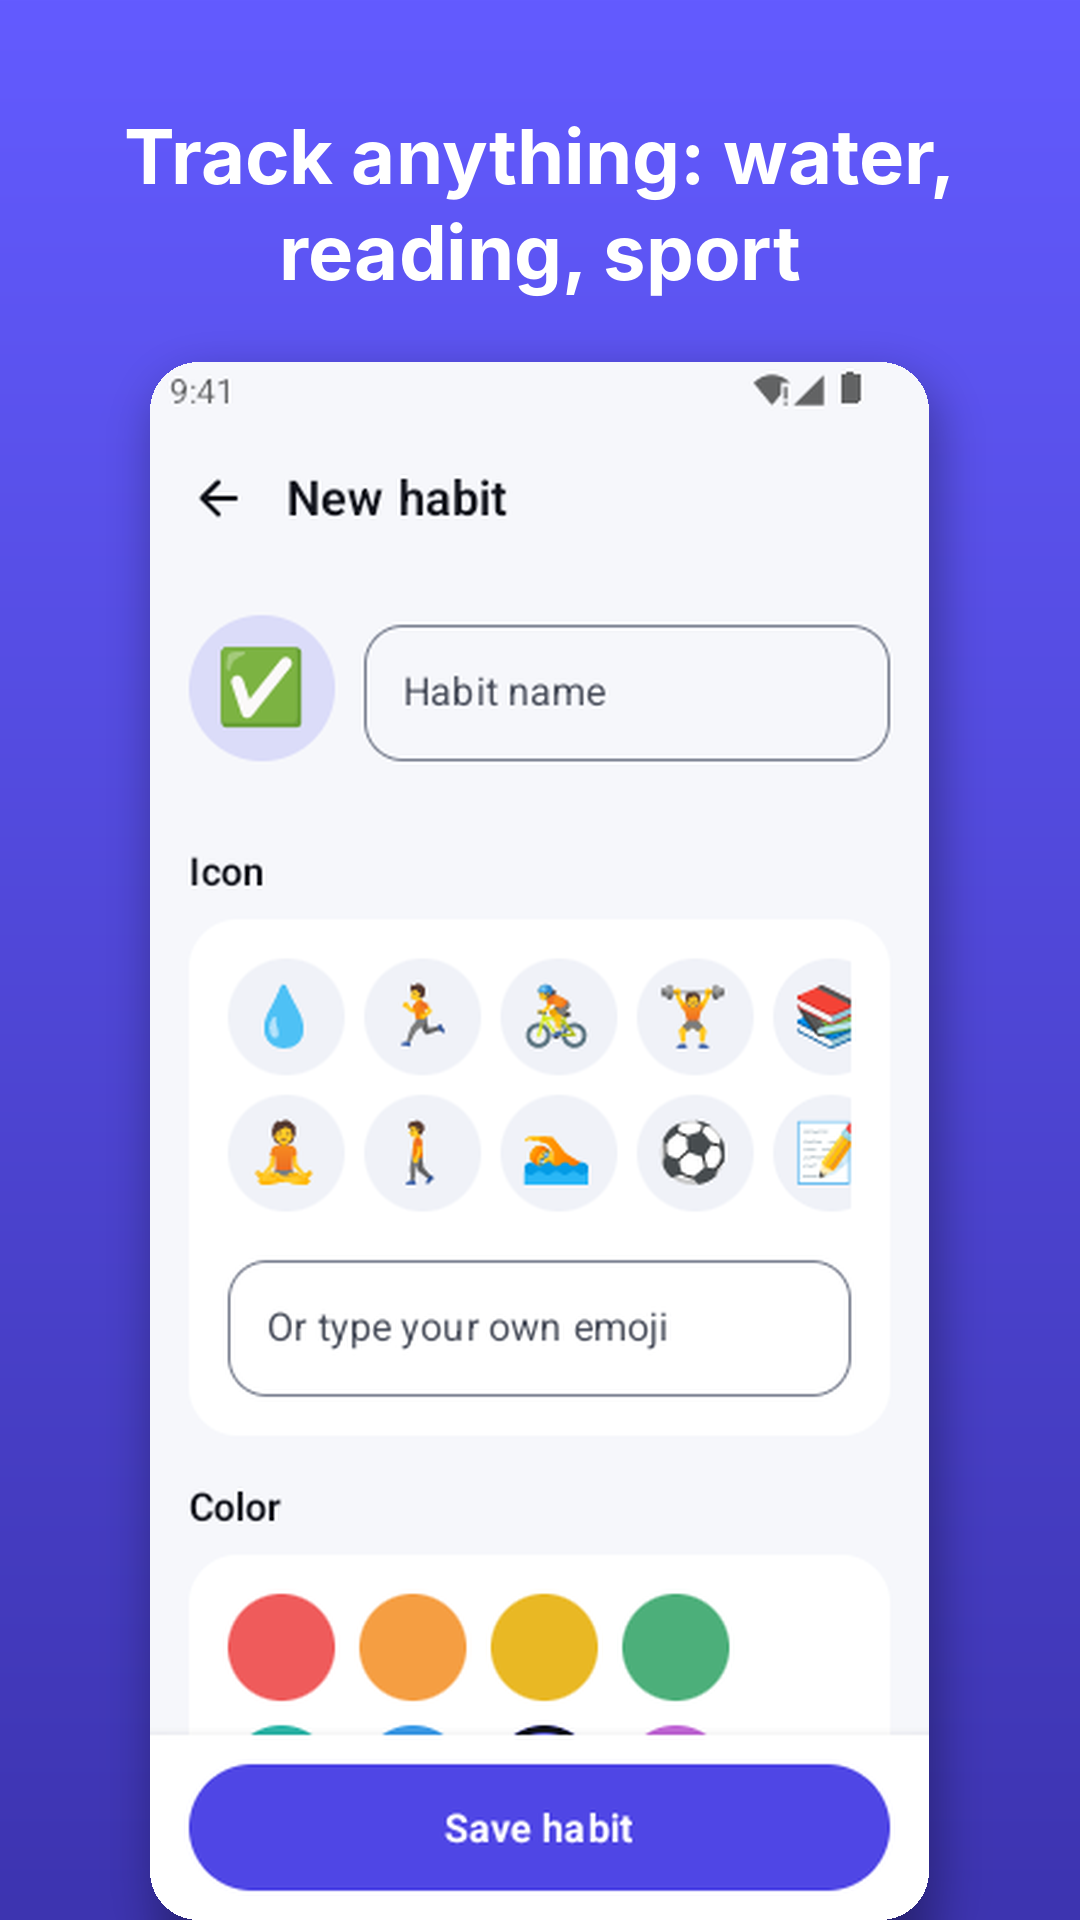 Track anything: water,
reading, sport
9:41
New habit
Habit name
Icon
Or type your own emoji
Color
Save habit